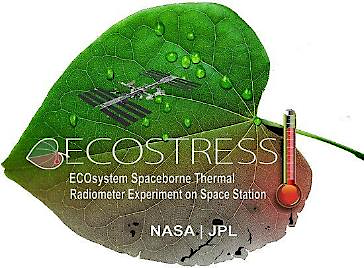 ECOSTRESS
ECOsystem Spaceborne Thermal
Radiometer Experiment on Space Station
NASA | JPL